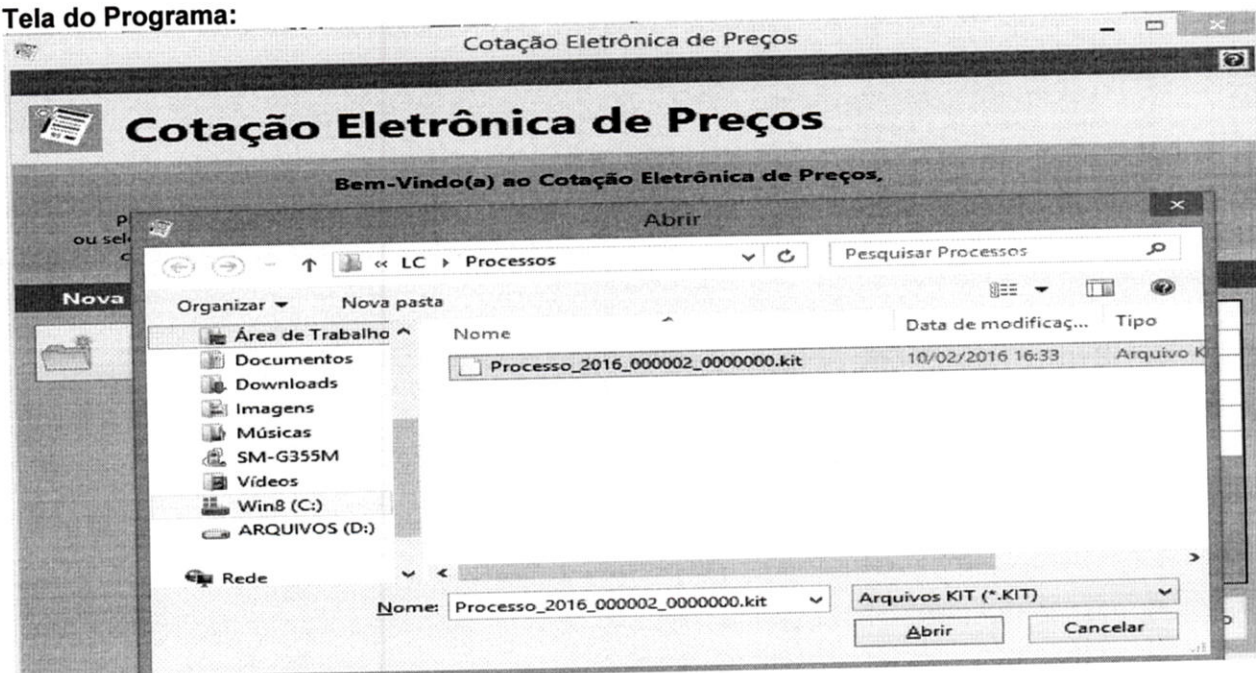 Tela do Programa:
Cotação Eletrônica de Preços
Cotação Eletrônica de Preços
Bem-Vindo(a) ao Cotação Eletrônica de Preços,
ou
Abrir
« LC Processos
Pesquisar Processos
Nova
Organizar Nova pasta
Nome Data de modificaç... Tipo
Processo_2016_000002_0000000.kit 10/02/2016 16:33 Arquivo K
Área de Trabalho
Documentos
Downloads
Imagens
Músicas
SM-G355M
Vídeos
Win8 (C:)
ARQUIVOS (D:)
Rede
Nome: Processo_2016_000002_0000000.kit Arquivos KIT (*.KIT)
Abrir Cancelar